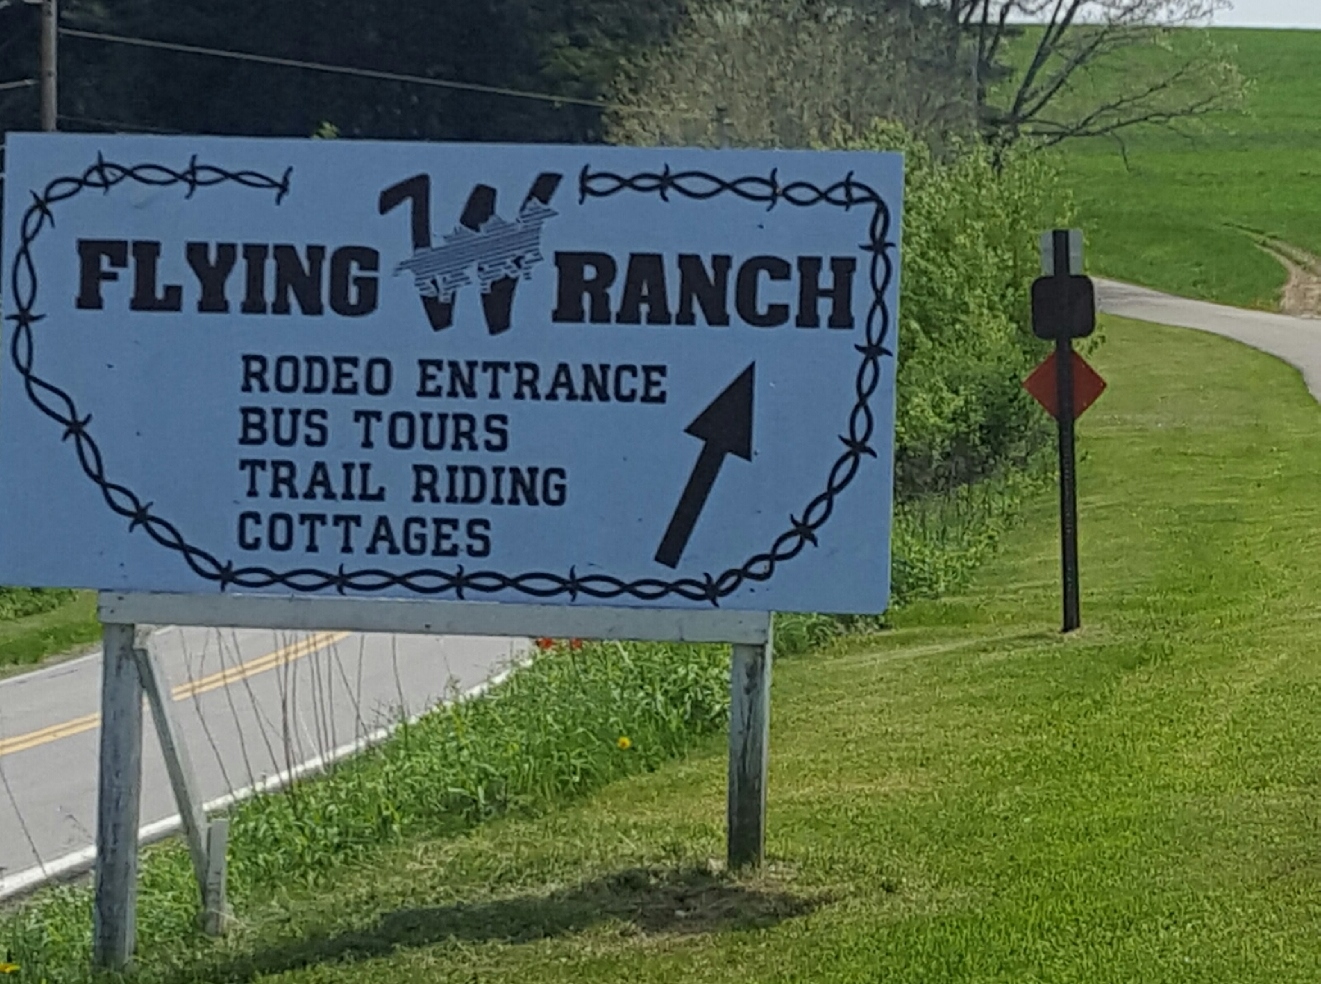 FLYING W RANCH
RODEO ENTRANCE
BUS TOURS
TRAIL RIDING
COTTAGES